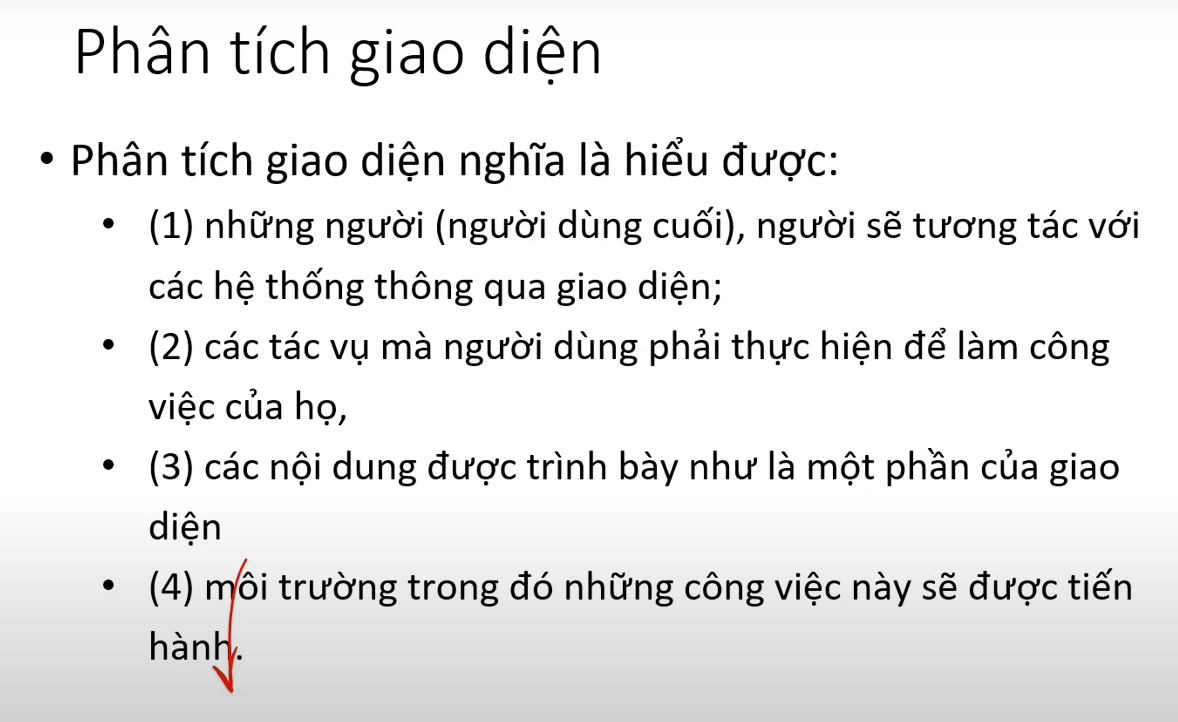 Phân tích giao diện
• Phân tích giao diện nghĩa là hiểu được:
• (1) những người (người dùng cuối), người sẽ tương tác với
các hệ thống thông qua giao diện;
• (2) các tác vụ mà người dùng phải thực hiện để làm công
việc của họ,
• (3) các nội dung được trình bày như là một phần của giao
diện
• (4) môi trường trong đó những công việc này sẽ được tiến
hành.